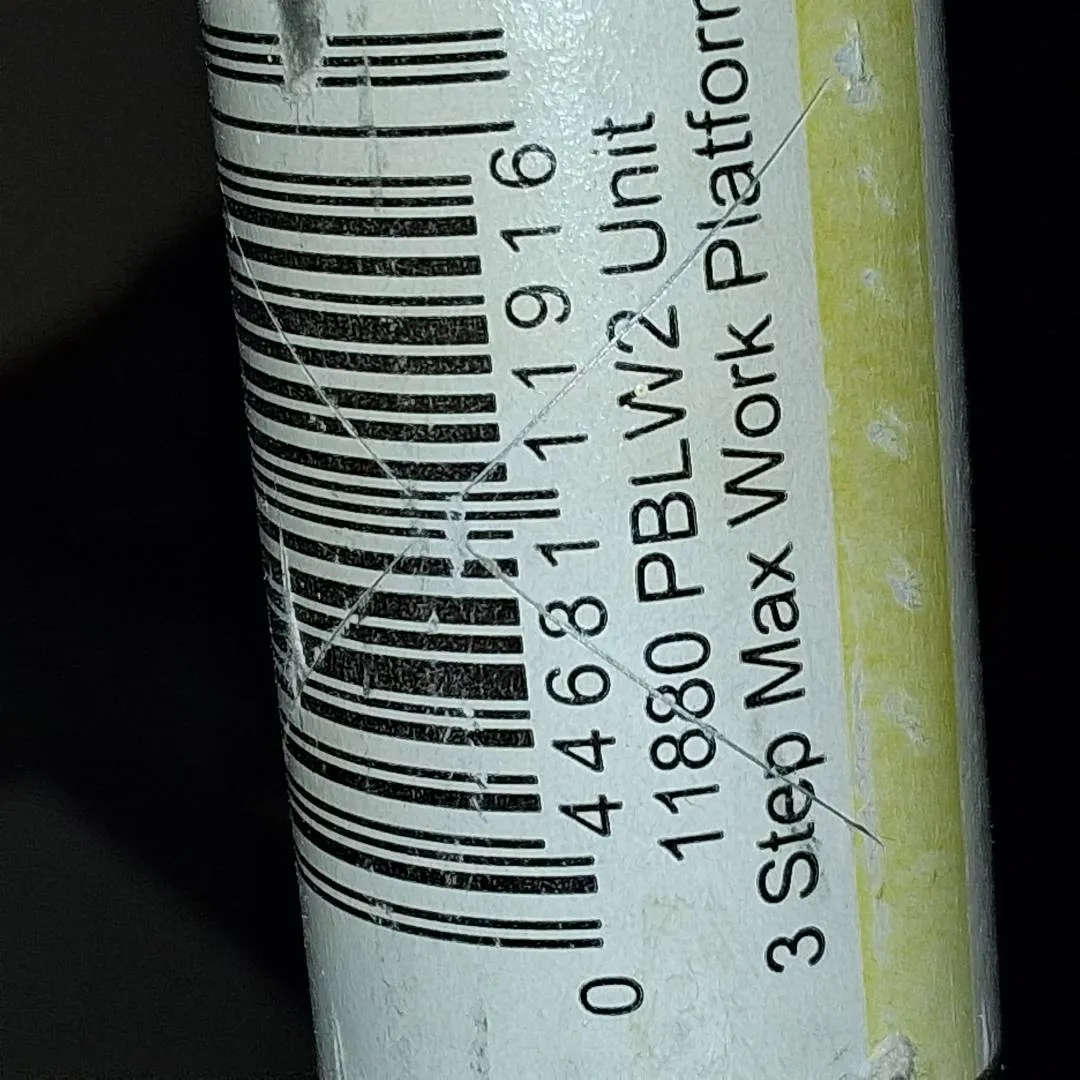 0 44681 11916
11880 PBLW2 Unit
3 Step Max Work Platform